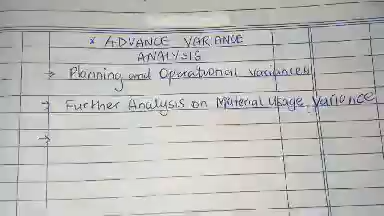 * ADVANCE VARIANCE
ANALYSIS
→ Planning and Operational variances
→ Further Analysis on Material Usage Variance
→